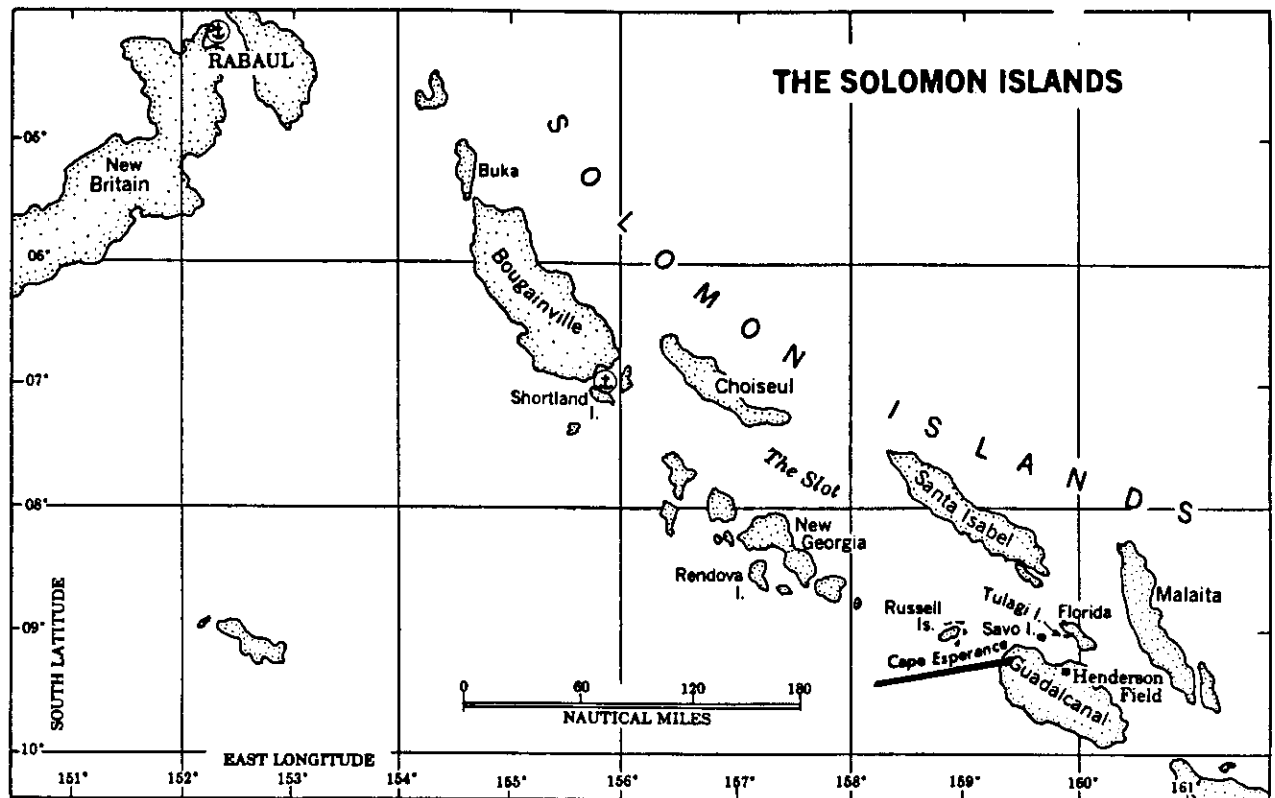 THE SOLOMON ISLANDS
RABAUL
New
Britain
Buka
Bougainville
Shortland
I.
SOLOMON
ISLANDS
Choiseul
The Slot
New
Georgia
Rendova
I.
Santa Isabel
Malaita
Russell
Is.
Tulagi I.
Florida
Savo I.
Cape Esperance
Guadalcanal
Henderson
Field
0 60 120 180
NAUTICAL MILES
SOUTH LATITUDE
05°
06°
07°
08°
09°
10°
EAST LONGITUDE
151° 152° 153° 154° 155° 156° 157° 158° 159° 160° 161°